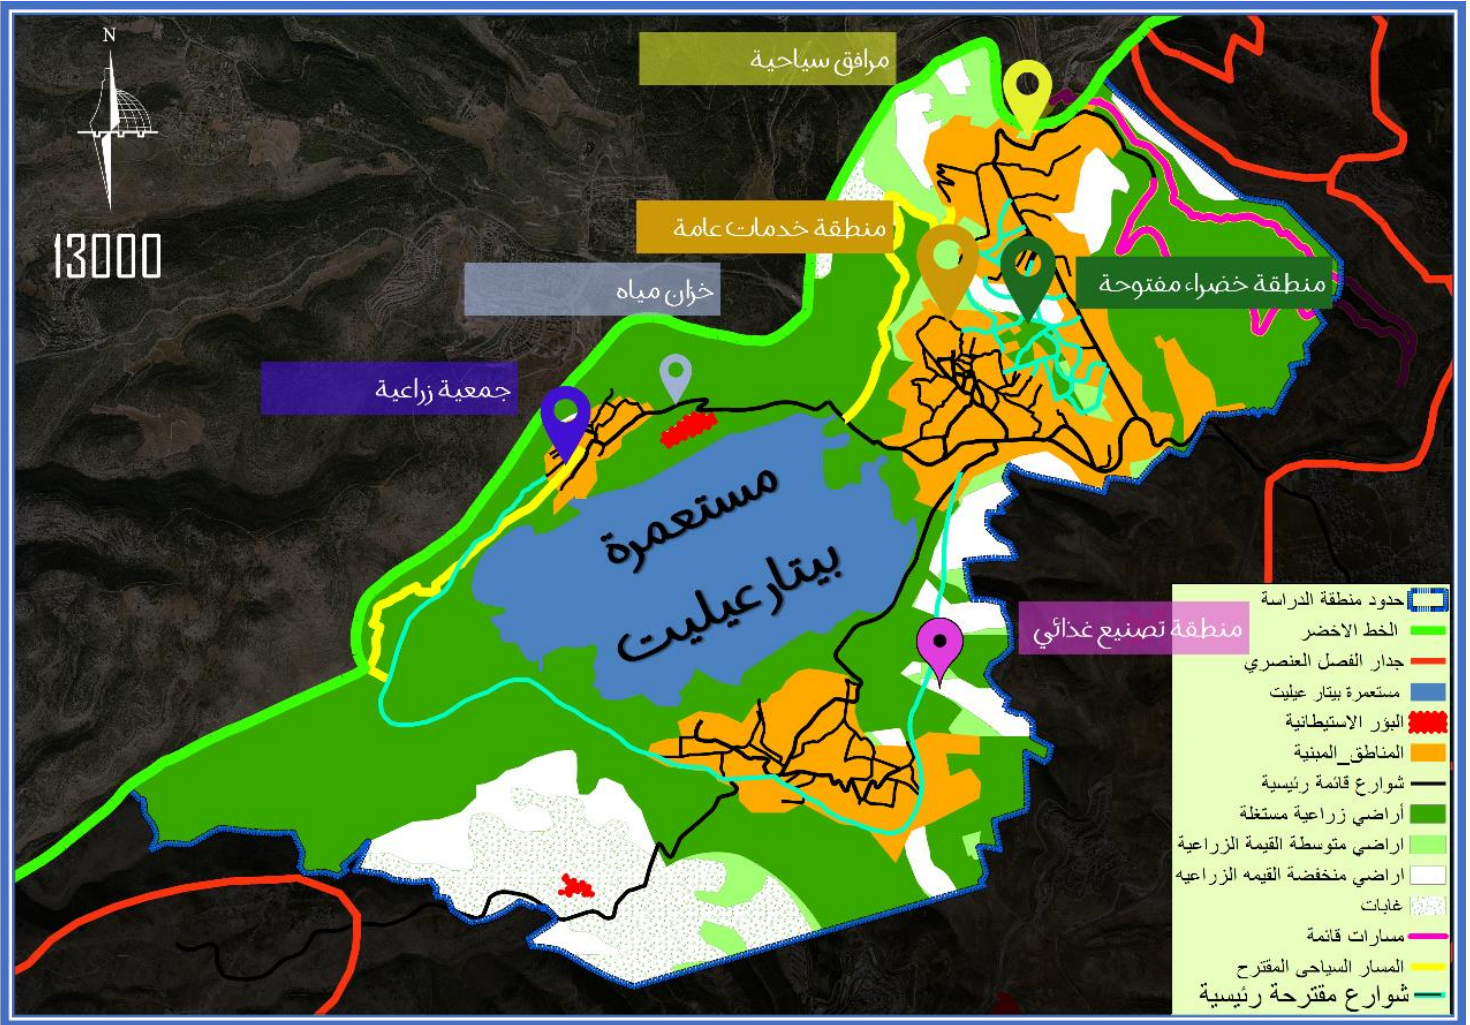 N
13000
مرافق سياحية
منطقة خدمات عامة
خزان مياه
منطقة خضراء مفتوحة
جمعية زراعية
مستعمرة
بيتار عيليت
منطقة تصنيع غذائي
حدود منطقة الدراسة
الخط الاخضر
جدار الفصل العنصري
مستعمرة بيتار عيليت
البؤر الاستيطانية
المناطق_المبنية
شوارع قائمة رئيسية
أراضي زراعية مستغلة
اراضي متوسطة القيمة الزراعية
اراضي منخفضة القيمه الزراعيه
غابات
مسارات قائمة
المسار السياحى المقترح
شوارع مقترحة رئيسية